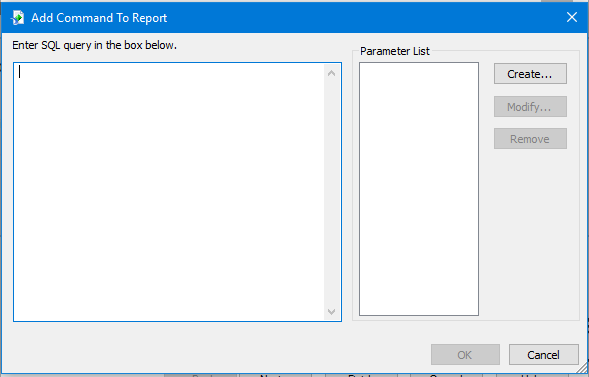 Add Command To Report
Enter SQL query in the box below.
Parameter List
Create...
Modify...
Remove
OK
Cancel